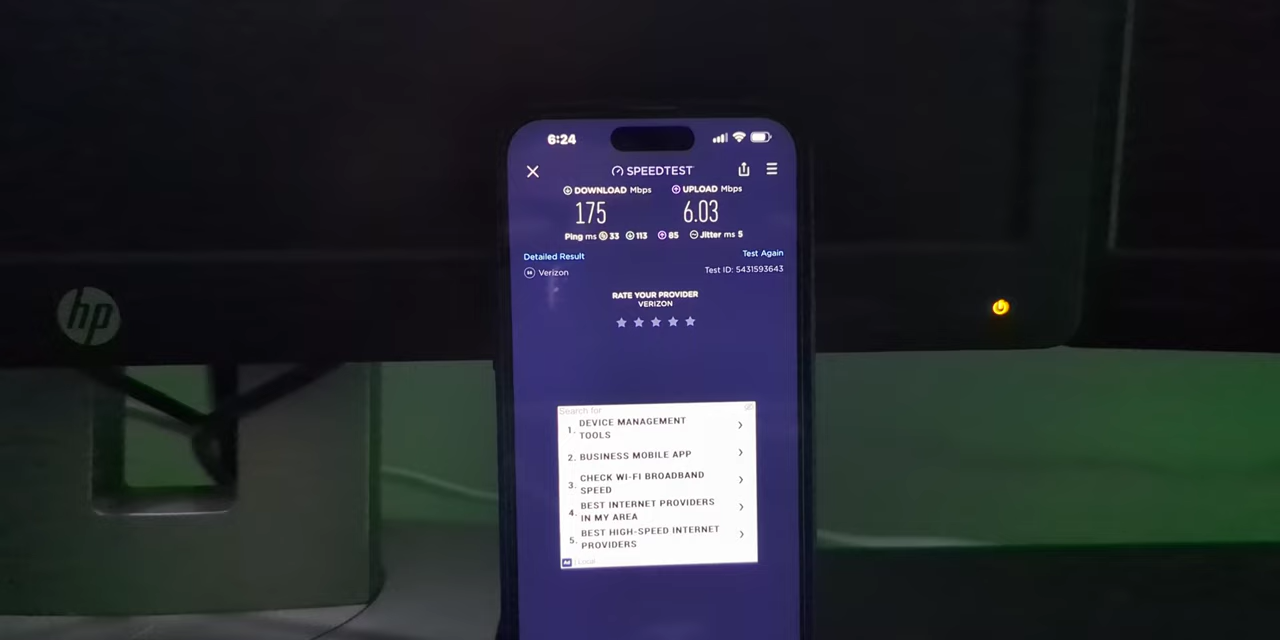 6:24
SPEEDTEST
DOWNLOAD Mbps UPLOAD Mbps
175 6.03
Ping ms 33 113 85 Jitter ms 5
Detailed Result Test Again
Verizon Test ID: 5431593643
RATE YOUR PROVIDER
VERIZON
hp
Search for
1. DEVICE MANAGEMENT
TOOLS
2. BUSINESS MOBILE APP
3. CHECK WI-FI BROADBAND
SPEED
4. BEST INTERNET PROVIDERS
IN MY AREA
5. BEST HIGH-SPEED INTERNET
PROVIDERS
Ad